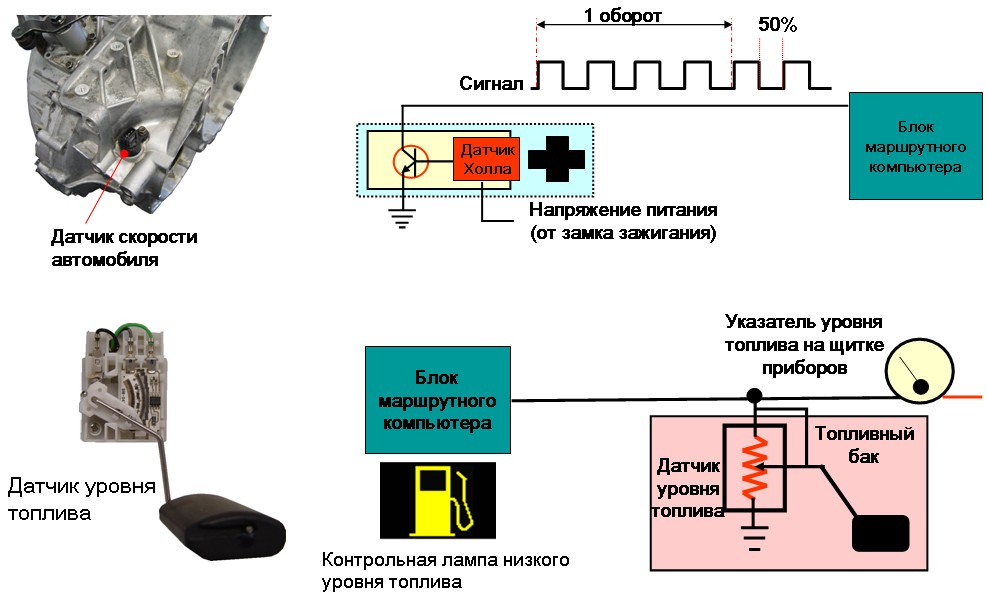 1 оборот
50%
Сигнал
Датчик
Холла
Блок
маршрутного
компьютера
Напряжение питания
(от замка зажигания)
Датчик скорости
автомобиля
Указатель уровня
топлива на щитке
приборов
Блок
маршрутного
компьютера
Топливный
бак
Датчик
уровня
топлива
Датчик уровня
топлива
Контрольная лампа низкого
уровня топлива